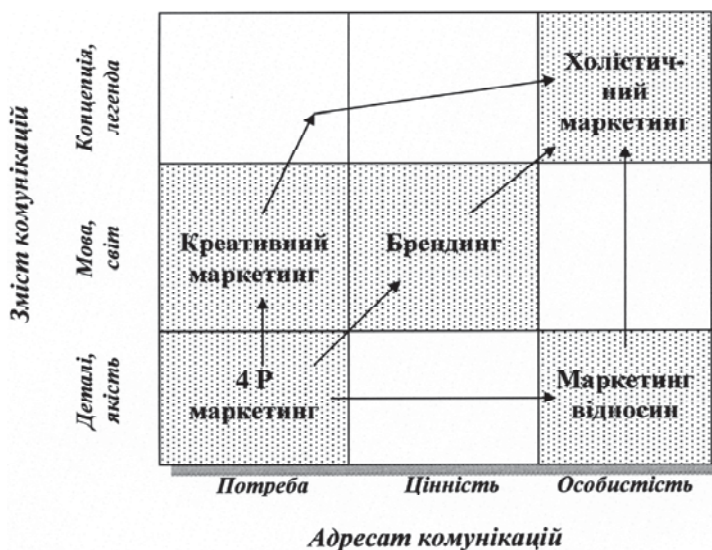 Зміст комунікацій
Концепція,
легенда
Мова,
світ
Деталі,
якість
Холістич-
ний
маркетинг
Креативний
маркетинг
Брендинг
4 Р
маркетинг
Маркетинг
відносин
Потреба
Цінність
Особистість
Адресат комунікацій